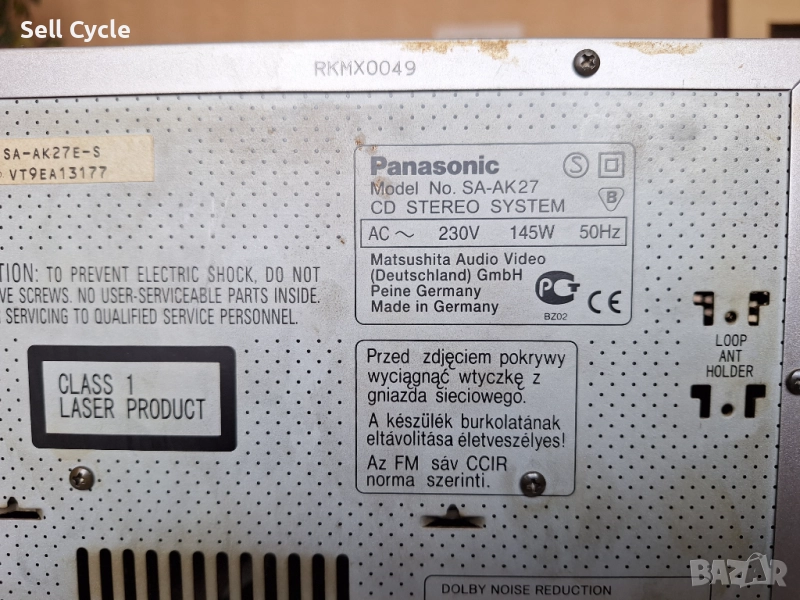 Sell Cycle
RKMX0049
SA-AK27E-S
VT9EA13177
Panasonic S
Model No. SA-AK27
CD STEREO SYSTEM B
AC ~ 230V 145W 50Hz
Matsushita Audio Video
(Deutschland) GmbH
Peine Germany
Made in Germany
BZ02
TION: TO PREVENT ELECTRIC SHOCK, DO NOT
VE SCREWS. NO USER-SERVICEABLE PARTS INSIDE.
SERVICING TO QUALIFIED SERVICE PERSONNEL.
CLASS 1
LASER PRODUCT
Przed zdjęciem pokrywy
wyciągnąć wtyczkę z
gniazda sieciowego.
A készülék burkolatának
eltávolitása életveszélyes!
Az FM sáv CCIR
norma szerinti.
LOOP
ANT
HOLDER
DOLBY NOISE REDUCTION
BAZAR